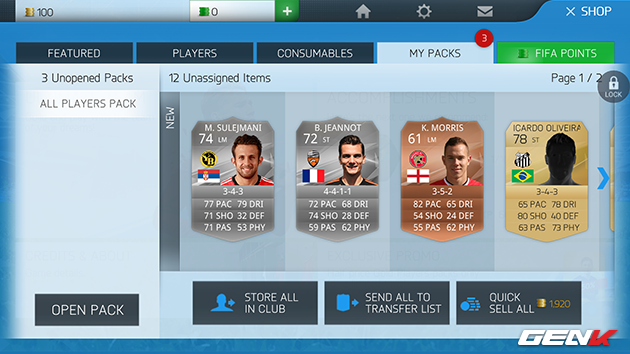 100
0
SHOP
FEATURED
PLAYERS
CONSUMABLES
MY PACKS
3
FIFA POINTS
3 Unopened Packs
12 Unassigned Items
Page 1 / 2
LOCK
ALL PLAYERS PACK
NEW
M. SULEJMANI
74 LM
3-4-3
77 PAC 79 DRI
71 SHO 32 DEF
71 PAS 53 PHY
B. JEANNOT
72 ST
4-4-1-1
72 PAC 68 DRI
74 SHO 28 DEF
59 PAS 62 PHY
K. MORRIS
61 LM
3-5-2
82 PAC 65 DRI
54 SHO 24 DEF
55 PAS 62 PHY
ICARDO OLIVEIRA
78 ST
3-4-3
65 PAC 78 DRI
80 SHO 40 DEF
63 PAS 73 PHY
OPEN PACK
STORE ALL
IN CLUB
SEND ALL TO
TRANSFER LIST
QUICK
SELL ALL
1,920
GENK